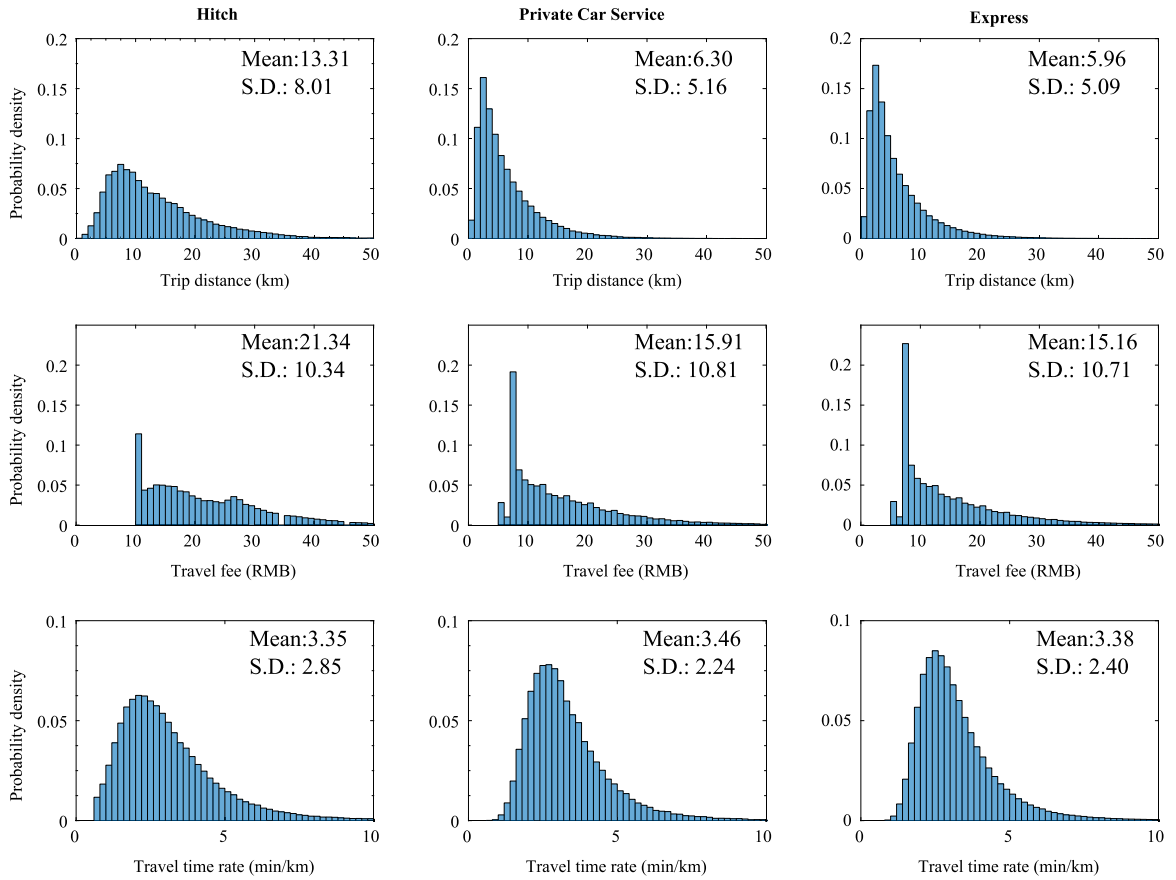 Hitch
Private Car Service
Express
0.2
0.15
0.1
0.05
0
Probability density
Mean:13.31
S.D.: 8.01
0 10 20 30 40 50
Trip distance (km)
0.2
0.15
0.1
0.05
0
Mean:6.30
S.D.: 5.16
0 10 20 30 40 50
Trip distance (km)
0.2
0.15
0.1
0.05
0
Mean:5.96
S.D.: 5.09
0 10 20 30 40 50
Trip distance (km)
0.2
0.15
0.1
0.05
0
Probability density
Mean:21.34
S.D.: 10.34
0 10 20 30 40 50
Travel fee (RMB)
0.2
0.15
0.1
0.05
0
Mean:15.91
S.D.: 10.81
0 10 20 30 40 50
Travel fee (RMB)
0.2
0.15
0.1
0.05
0
Mean:15.16
S.D.: 10.71
0 10 20 30 40 50
Travel fee (RMB)
0.1
0.05
0
Probability density
Mean:3.35
S.D.: 2.85
0 5 10
Travel time rate (min/km)
0.1
0.05
0
Mean:3.46
S.D.: 2.24
0 5 10
Travel time rate (min/km)
0.1
0.05
0
Mean:3.38
S.D.: 2.40
0 5 10
Travel time rate (min/km)